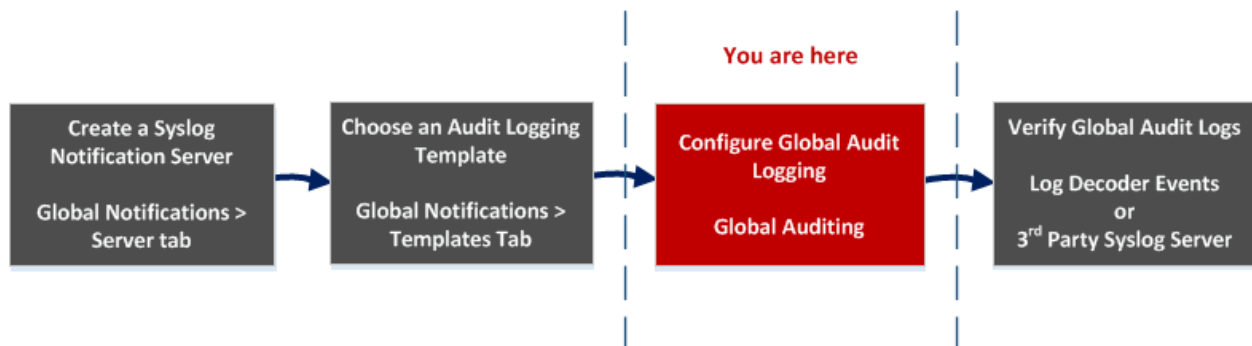 You are here
Create a Syslog
Notification Server
Global Notifications >
Server tab
Choose an Audit Logging
Template
Global Notifications >
Templates Tab
Configure Global Audit
Logging
Global Auditing
Verify Global Audit Logs
Log Decoder Events
or
3rd Party Syslog Server